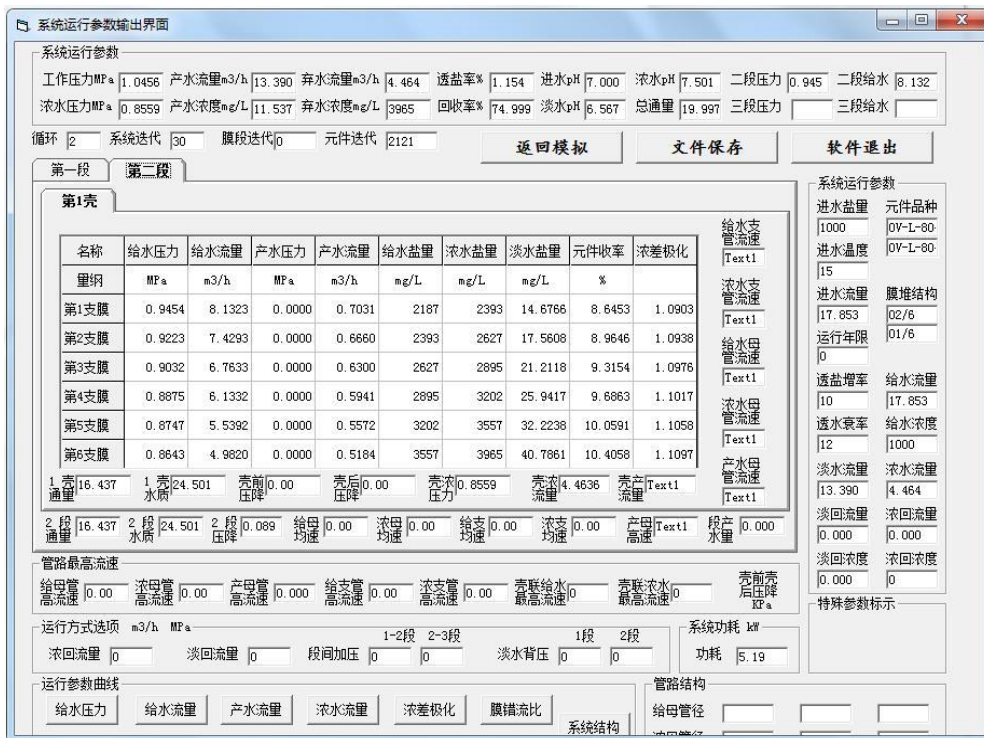 系统运行参数输出界面
系统运行参数
工作压力MPa 1.0456 产水流量m3/h 13.390 弃水流量m3/h 4.464 透盐率% 1.154 进水pH 7.000 浓水pH 7.501 二段压力 0.945 二段给水 8.132
浓水压力MPa 0.8559 产水浓度mg/L 11.537 弃水浓度mg/L 3965 回收率% 74.999 淡水pH 6.567 总通量 19.997 三段压力 三段给水
循环 2 系统迭代 30 膜段迭代 0 元件迭代 2121
返回模拟 文件保存 软件退出
第一段 第二段
第1壳
名称 给水压力 给水流量 产水压力 产水流量 给水盐量 浓水盐量 淡水盐量 元件收率 浓差极化
量纲 MPa m3/h MPa m3/h mg/L mg/L mg/L %
第1支膜 0.9454 8.1323 0.0000 0.7031 2187 2393 14.6766 8.6453 1.0903
第2支膜 0.9223 7.4293 0.0000 0.6660 2393 2627 17.5608 8.9646 1.0938
第3支膜 0.9032 6.7633 0.0000 0.6300 2627 2895 21.2118 9.3154 1.0976
第4支膜 0.8875 6.1332 0.0000 0.5941 2895 3202 25.9417 9.6863 1.1017
第5支膜 0.8747 5.5392 0.0000 0.5572 3202 3557 32.2238 10.0591 1.1058
第6支膜 0.8643 4.9820 0.0000 0.5184 3557 3965 40.7861 10.4058 1.1097
给水支管流速 Text1
浓水支管流速 Text1
给水母管流速 Text1
浓水母管流速 Text1
产水母管流速 Text1
1 壳通量 16.437 1 壳水质 24.501 壳前压降 0.00 壳后压降 0.00 壳浓压力 0.8559 壳浓流量 4.4636 壳产流量 Text1
2 段通量 16.437 2 段水质 24.501 2 段压降 0.089 给母均速 0.00 浓母均速 0.00 给支均速 0.00 浓支均速 0.00 产母高速 Text1 段产水量 0.000
系统运行参数
进水盐量 元件品种
1000 OV-L-80
进水温度 OV-L-80
15
进水流量 膜堆结构
17.853 02/6
运行年限 01/6
0
透盐增率 给水流量
10 17.853
透水衰率 给水浓度
12 1000
淡水流量 浓水流量
13.390 4.464
淡回流量 浓回流量
0.000 0.000
淡回浓度 浓回浓度
0.000 0
特殊参数标示
管路最高流速
给母管高流速 0.00 浓母管高流速 0.00 产母管高流速 0.000 给支管高流速 0.00 浓支管高流速 0.00 壳联给水最高流速 0 壳联浓水最高流速 0 壳前壳后压降KPa
运行方式选项 m3/h MPa
1-2段 2-3段 1段 2段
浓回流量 0 淡回流量 0 段间加压 0 0 淡水背压 0 0
系统功耗 kW
功耗 5.19
运行参数曲线
给水压力 给水流量 产水流量 浓水流量 浓差极化 膜错流比 系统结构
管路结构
给母管径